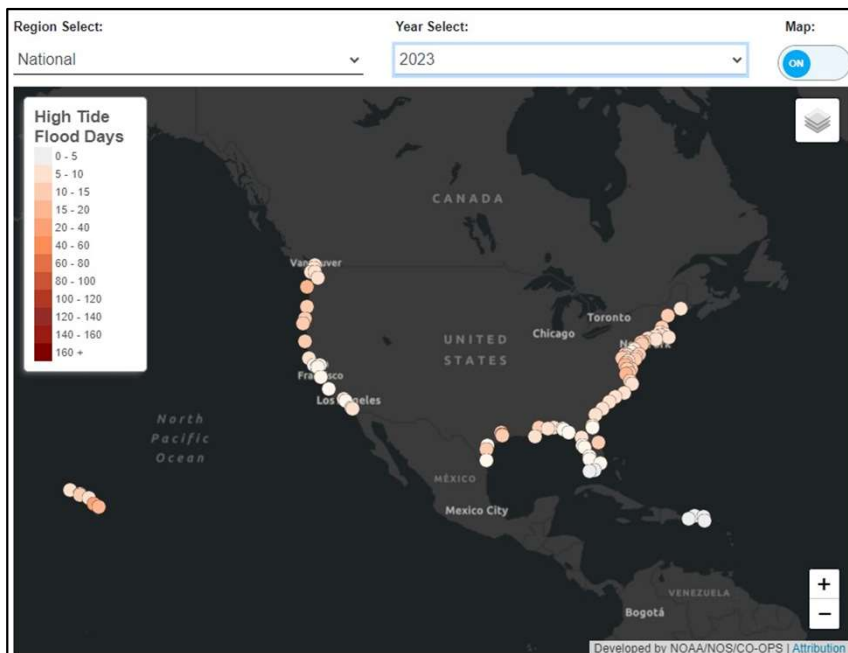 Region Select: Year Select: Map:
National 2023 ON
High Tide
Flood Days
0 - 5
5 - 10
10 - 15
15 - 20
20 - 40
40 - 60
60 - 80
80 - 100
100 - 120
120 - 140
140 - 160
160 +
CANADA
Vancouver
Toronto
Chicago
UNITED
STATES
North
Pacific
Ocean
MÉXICO
Mexico City
VENEZUELA
Bogotá
+
−
Developed by NOAA/NOS/CO-OPS | Attribution